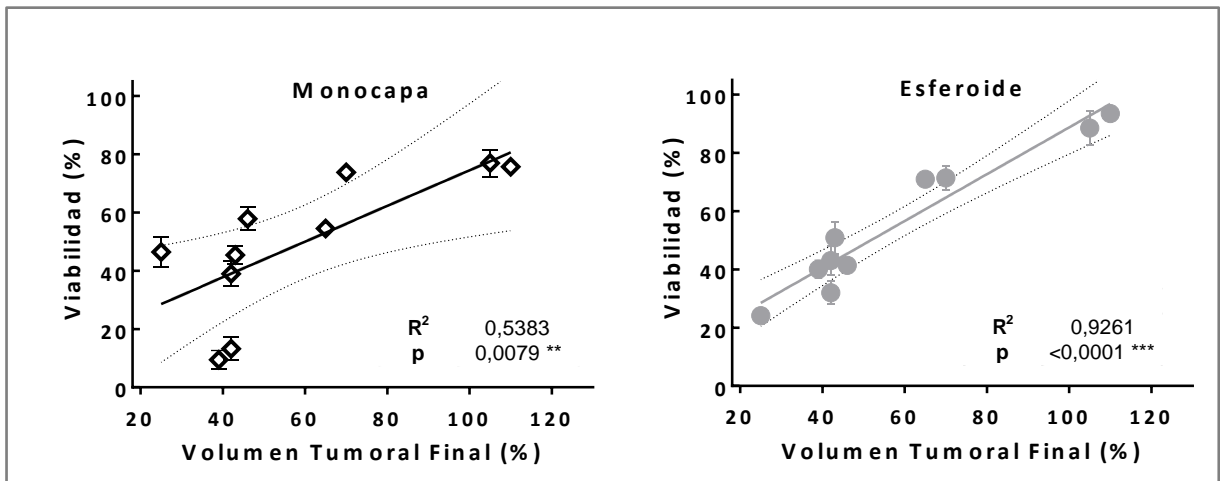 Monocapa
Viabilidad (%)
100
80
60
40
20
0
R² 0,5383
p 0,0079 **
20 40 60 80 100 120
Volumen Tumoral Final (%)
Esferoide
Viabilidad (%)
100
80
60
40
20
0
R² 0,9261
p <0,0001 ***
20 40 60 80 100 120
Volumen Tumoral Final (%)